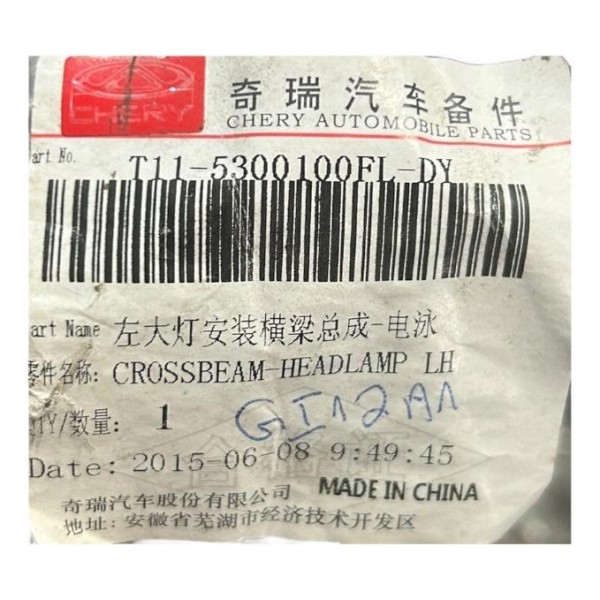 CHERY
奇瑞汽车备件
CHERY AUTOMOBILE PARTS
art No.
T11-5300100FL-DY
art Name 左大灯安装横梁总成-电泳
零件名称: CROSSBEAM-HEADLAMP LH
QTY/数量: 1
GI12A1
Date: 2015-06-08 9:49:45
奇瑞汽车股份有限公司 MADE IN CHINA
地址: 安徽省芜湖市经济技术开发区